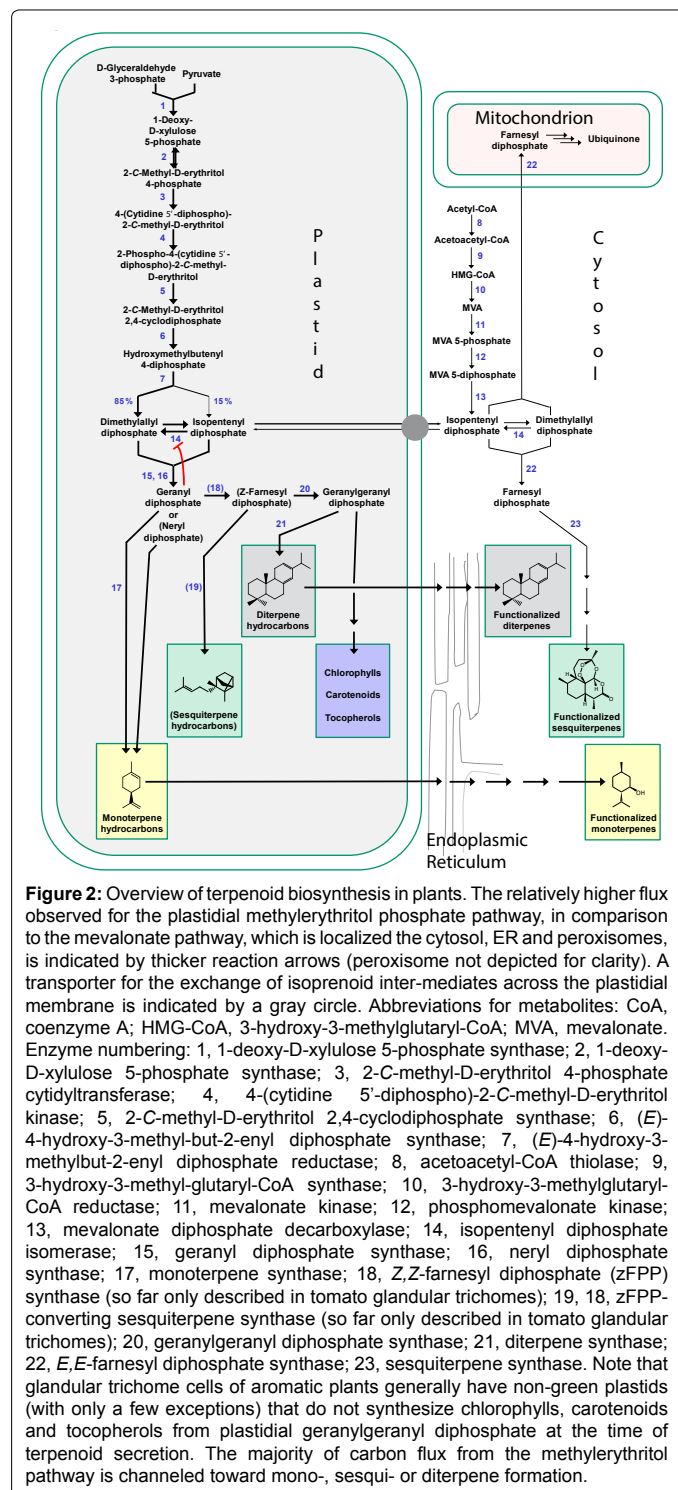 D-Glyceraldehyde
3-phosphate
Pyruvate
1
1-Deoxy-
D-xylulose
5-phosphate
2
2-C-Methyl-D-erythritol
4-phosphate
3
4-(Cytidine 5'-diphospho)-
2-C-methyl-D-erythritol
4
2-Phospho-4-(cytidine 5'-
diphospho)-2-C-methyl-
D-erythritol
5
2-C-Methyl-D-erythritol
2,4-cyclodiphosphate
6
Hydroxymethylbutenyl
4-diphosphate
7
85%
15%
Dimethylallyl
diphosphate
Isopentenyl
diphosphate
14
15, 16
Geranyl
diphosphate
or
(Neryl
diphosphate)
(18)
(Z-Farnesyl
diphosphate)
20
Geranylgeranyl
diphosphate
17
(19)
21
Diterpene
hydrocarbons
(Sesquiterpene
hydrocarbons)
Chlorophylls
Carotenoids
Tocopherols
Monoterpene
hydrocarbons
Plastid
Mitochondrion
Farnesyl
diphosphate
Ubiquinone
22
Cytosol
Acetyl-CoA
8
Acetoacetyl-CoA
9
HMG-CoA
10
MVA
11
MVA 5-phosphate
12
MVA 5-diphosphate
13
Isopentenyl
diphosphate
14
Dimethylallyl
diphosphate
22
Farnesyl
diphosphate
23
H
H
Functionalized
diterpenes
H
O
O
O
H
O
O
Functionalized
sesquiterpenes
OH
Functionalized
monoterpenes
Endoplasmic
Reticulum
Figure 2: Overview of terpenoid biosynthesis in plants. The relatively higher flux
observed for the plastidial methylerythritol phosphate pathway, in comparison
to the mevalonate pathway, which is localized the cytosol, ER and peroxisomes,
is indicated by thicker reaction arrows (peroxisome not depicted for clarity). A
transporter for the exchange of isoprenoid inter-mediates across the plastidial
membrane is indicated by a gray circle. Abbreviations for metabolites: CoA,
coenzyme A; HMG-CoA, 3-hydroxy-3-methylglutaryl-CoA; MVA, mevalonate.
Enzyme numbering: 1, 1-deoxy-D-xylulose 5-phosphate synthase; 2, 1-deoxy-
D-xylulose 5-phosphate synthase; 3, 2-C-methyl-D-erythritol 4-phosphate
cytidyltransferase; 4, 4-(cytidine 5'-diphospho)-2-C-methyl-D-erythritol
kinase; 5, 2-C-methyl-D-erythritol 2,4-cyclodiphosphate synthase; 6, (E)-
4-hydroxy-3-methyl-but-2-enyl diphosphate synthase; 7, (E)-4-hydroxy-3-
methylbut-2-enyl diphosphate reductase; 8, acetoacetyl-CoA thiolase; 9,
3-hydroxy-3-methyl-glutaryl-CoA synthase; 10, 3-hydroxy-3-methylglutaryl-
CoA reductase; 11, mevalonate kinase; 12, phosphomevalonate kinase;
13, mevalonate diphosphate decarboxylase; 14, isopentenyl diphosphate
isomerase; 15, geranyl diphosphate synthase; 16, neryl diphosphate
synthase; 17, monoterpene synthase; 18, Z,Z-farnesyl diphosphate (zFPP)
synthase (so far only described in tomato glandular trichomes); 19, 18, zFPP-
converting sesquiterpene synthase (so far only described in tomato glandular
trichomes); 20, geranylgeranyl diphosphate synthase; 21, diterpene synthase;
22, E,E-farnesyl diphosphate synthase; 23, sesquiterpene synthase. Note that
glandular trichome cells of aromatic plants generally have non-green plastids
(with only a few exceptions) that do not synthesize chlorophylls, carotenoids
and tocopherols from plastidial geranylgeranyl diphosphate at the time of
terpenoid secretion. The majority of carbon flux from the methylerythritol
pathway is channeled toward mono-, sesqui- or diterpene formation.